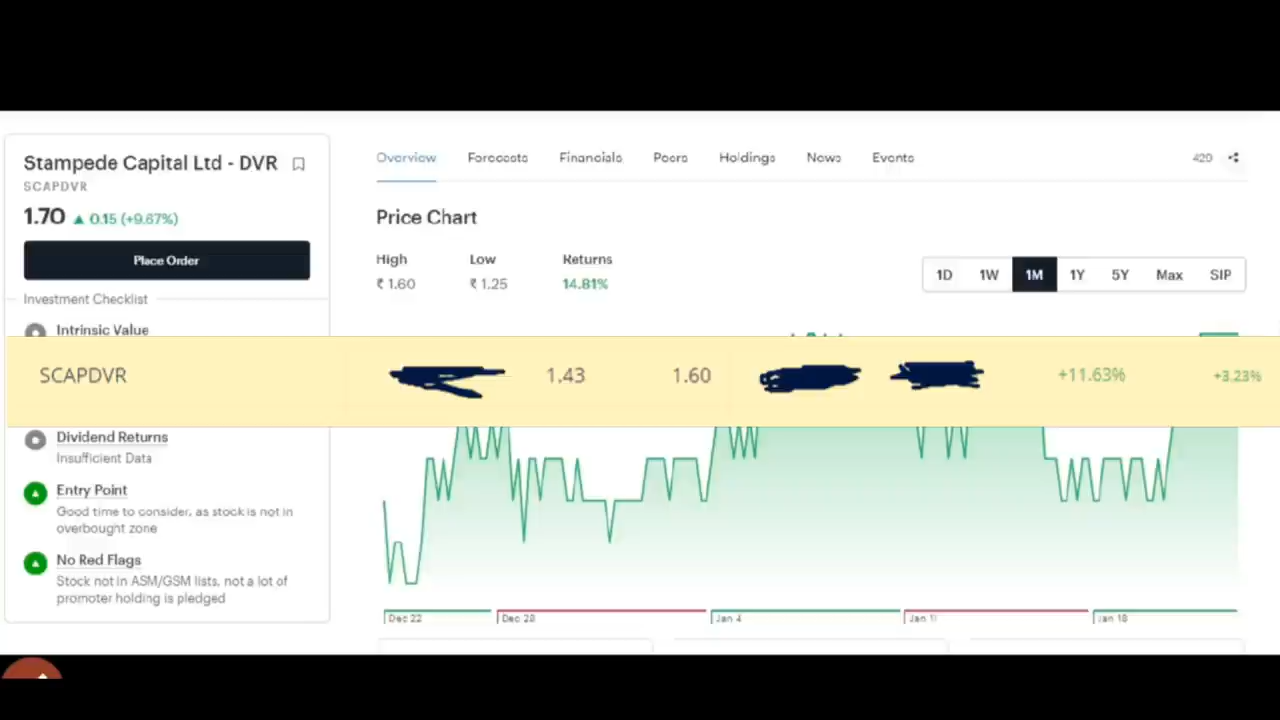 Stampede Capital Ltd - DVR
SCAPDVR
1.70 ▲ 0.15 (+9.67%)
Place Order
Investment Checklist
Intrinsic Value
Overview Forecasts Financials Peers Holdings News Events
420
Price Chart
High Low Returns
₹ 1.60 ₹ 1.25 14.81%
1D 1W 1M 1Y 5Y Max SIP
SCAPDVR 1.43 1.60 +11.63% +3.23%
Dividend Returns
Insufficient Data
Entry Point
Good time to consider, as stock is not in
overbought zone
No Red Flags
Stock not in ASM/GSM lists, not a lot of
promoter holding is pledged
Dec 22 Dec 28 Jan 4 Jan 11 Jan 18